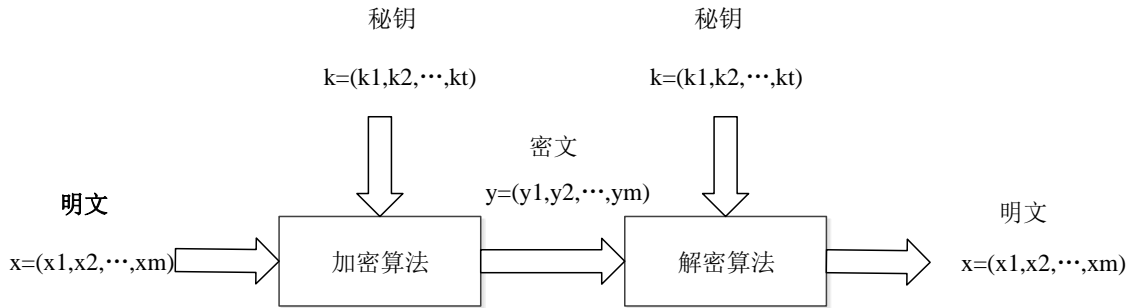 秘钥
秘钥
k=(k1,k2,⋯,kt)
k=(k1,k2,⋯,kt)
密文
y=(y1,y2,⋯,ym)
明文
明文
x=(x1,x2,⋯,xm)
加密算法
解密算法
x=(x1,x2,⋯,xm)